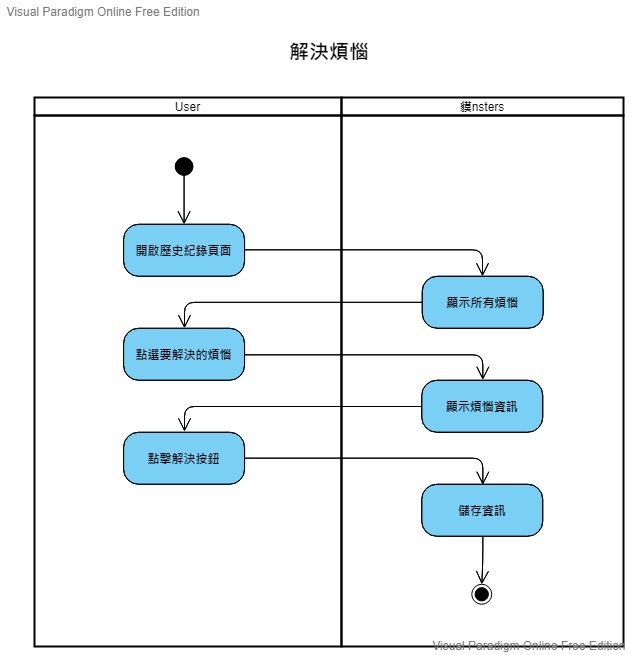 Visual Paradigm Online Free Edition
解決煩惱
User
貘nsters
開啟歷史紀錄頁面
顯示所有煩惱
點選要解決的煩惱
顯示煩惱資訊
點擊解決按鈕
儲存資訊
Visual Paradigm Online Free Edition